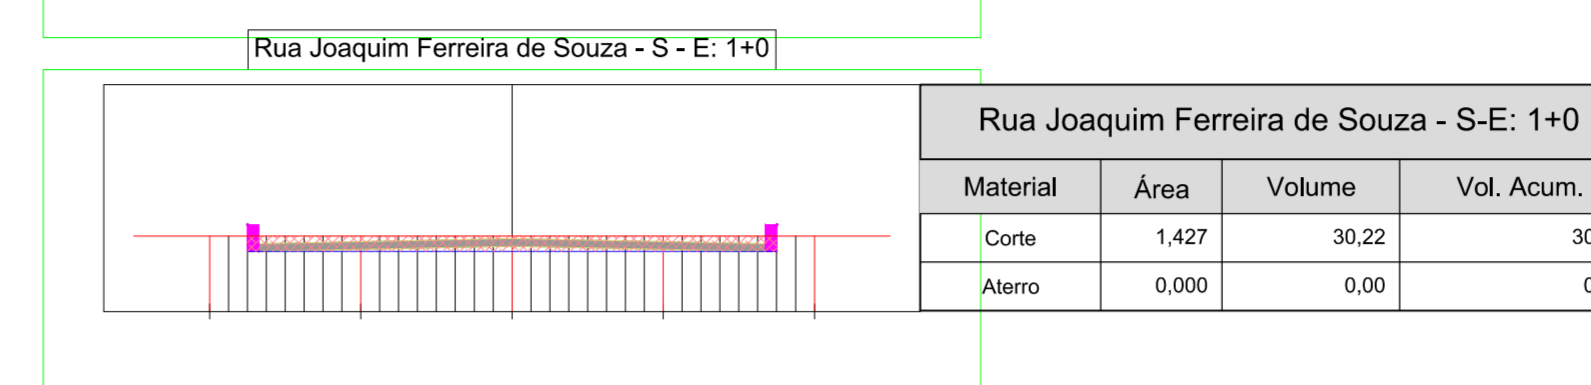 Rua Joaquim Ferreira de Souza - S - E: 1+0
Rua Joaquim Ferreira de Souza - S-E: 1+0
Material Área Volume Vol. Acum.
Corte 1,427 30,22
Aterro 0,000 0,00